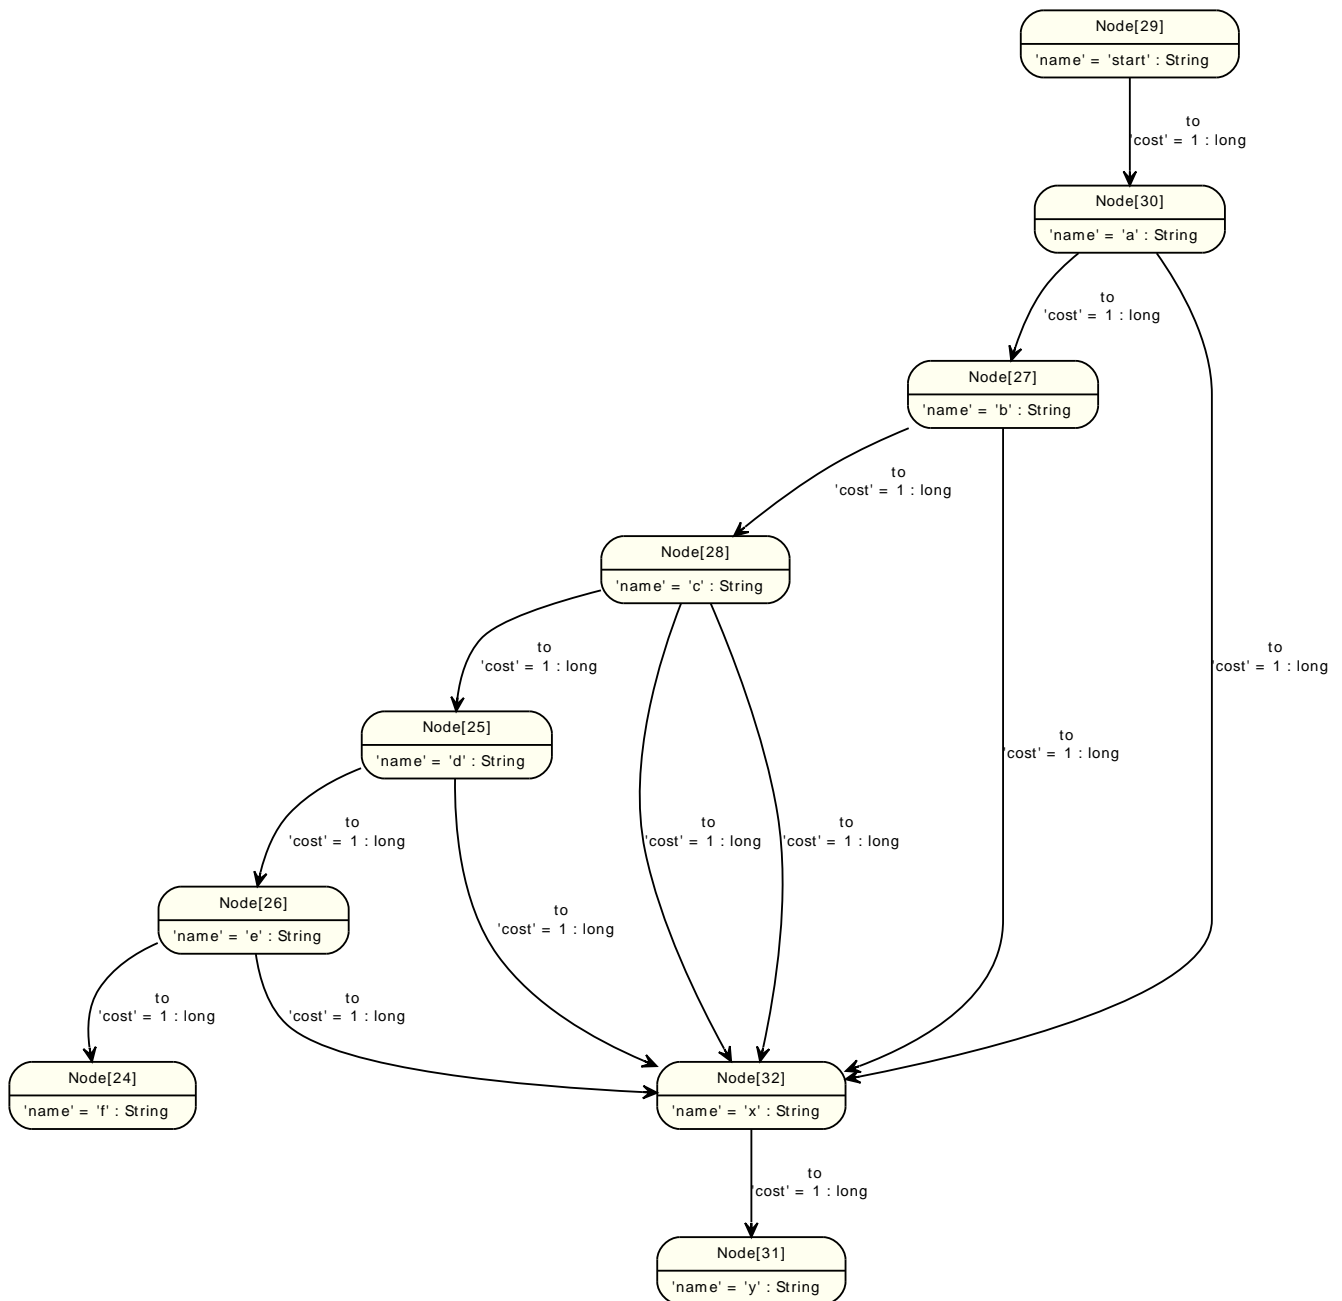 Node[29]
'name' = 'start' : String
to
'cost' = 1 : long
Node[30]
'name' = 'a' : String
to
'cost' = 1 : long
Node[27]
'name' = 'b' : String
to
'cost' = 1 : long
Node[28]
'name' = 'c' : String
to
'cost' = 1 : long
to
'cost' = 1 : long
Node[25]
'name' = 'd' : String
to
'cost' = 1 : long
to
'cost' = 1 : long
to
'cost' = 1 : long
to
'cost' = 1 : long
Node[26]
'name' = 'e' : String
to
'cost' = 1 : long
to
'cost' = 1 : long
to
'cost' = 1 : long
Node[24]
'name' = 'f' : String
Node[32]
'name' = 'x' : String
to
'cost' = 1 : long
Node[31]
'name' = 'y' : String